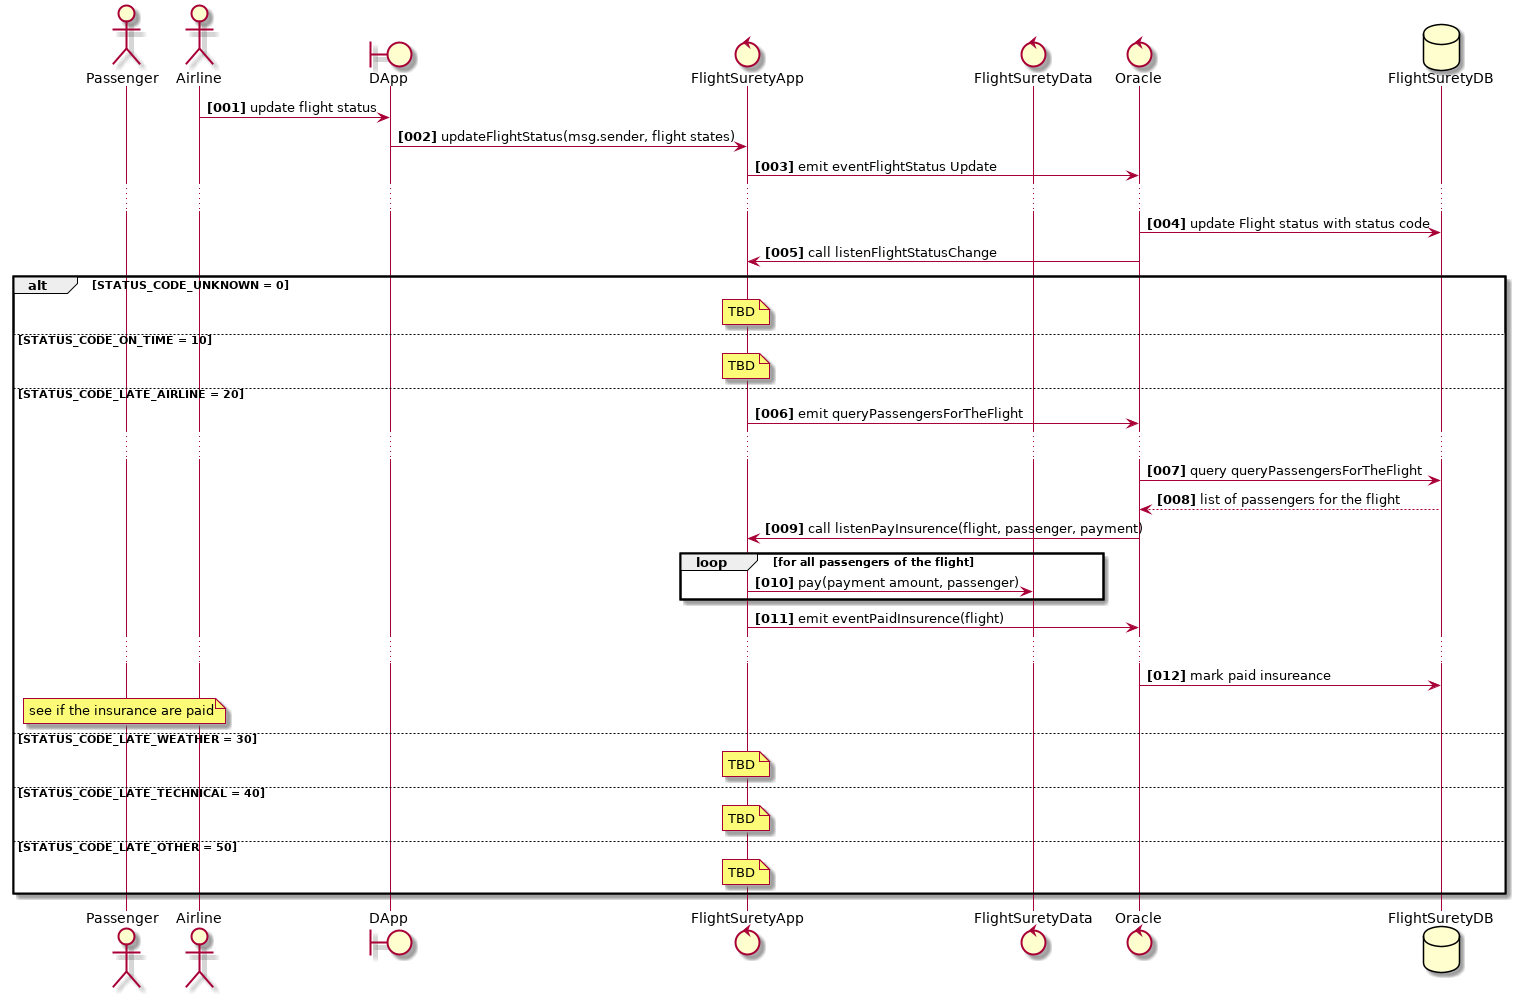 Passenger Airline DApp FlightSuretyApp FlightSuretyData Oracle FlightSuretyDB
[001] update flight status
[002] updateFlightStatus(msg.sender, flight states)
[003] emit eventFlightStatus Update
[004] update Flight status with status code
[005] call listenFlightStatusChange
alt [STATUS_CODE_UNKNOWN = 0]
TBD
[STATUS_CODE_ON_TIME = 10]
TBD
[STATUS_CODE_LATE_AIRLINE = 20]
[006] emit queryPassengersForTheFlight
[007] query queryPassengersForTheFlight
[008] list of passengers for the flight
[009] call listenPayInsurence(flight, passenger, payment)
loop [for all passengers of the flight]
[010] pay(payment amount, passenger)
[011] emit eventPaidInsurence(flight)
[012] mark paid insureance
see if the insurance are paid
[STATUS_CODE_LATE_WEATHER = 30]
TBD
[STATUS_CODE_LATE_TECHNICAL = 40]
TBD
[STATUS_CODE_LATE_OTHER = 50]
TBD
Passenger Airline DApp FlightSuretyApp FlightSuretyData Oracle FlightSuretyDB